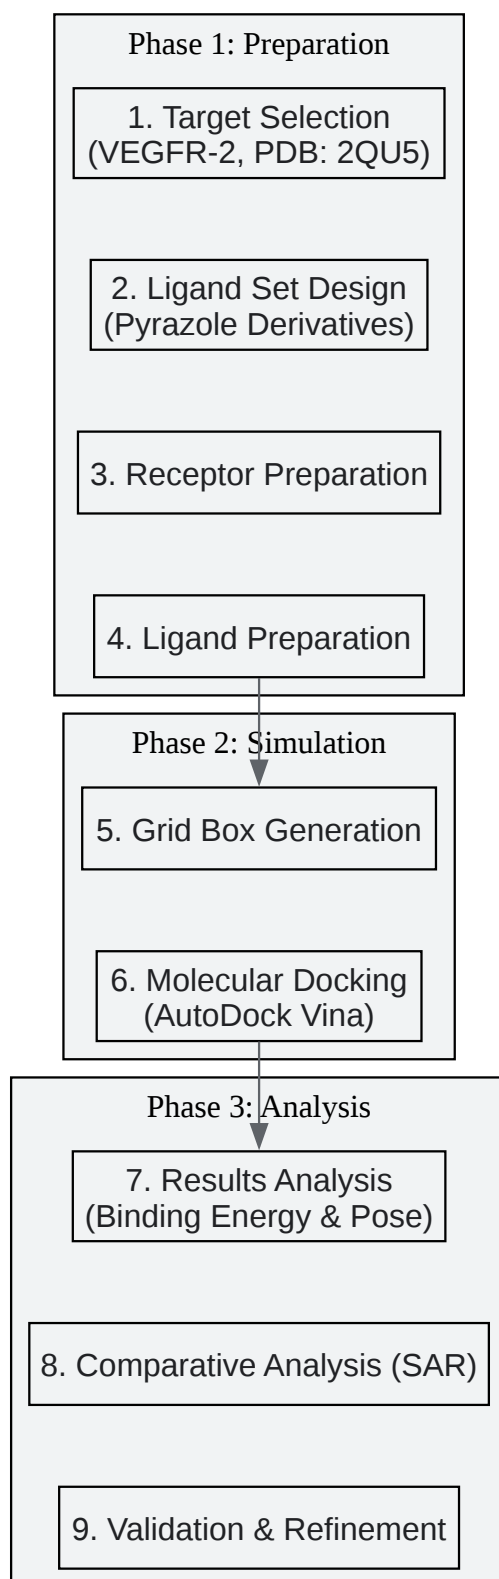 Phase 1: Preparation
1. Target Selection
(VEGFR-2, PDB: 2QU5)
2. Ligand Set Design
(Pyrazole Derivatives)
3. Receptor Preparation
4. Ligand Preparation
Phase 2: Simulation
5. Grid Box Generation
6. Molecular Docking
(AutoDock Vina)
Phase 3: Analysis
7. Results Analysis
(Binding Energy & Pose)
8. Comparative Analysis (SAR)
9. Validation & Refinement